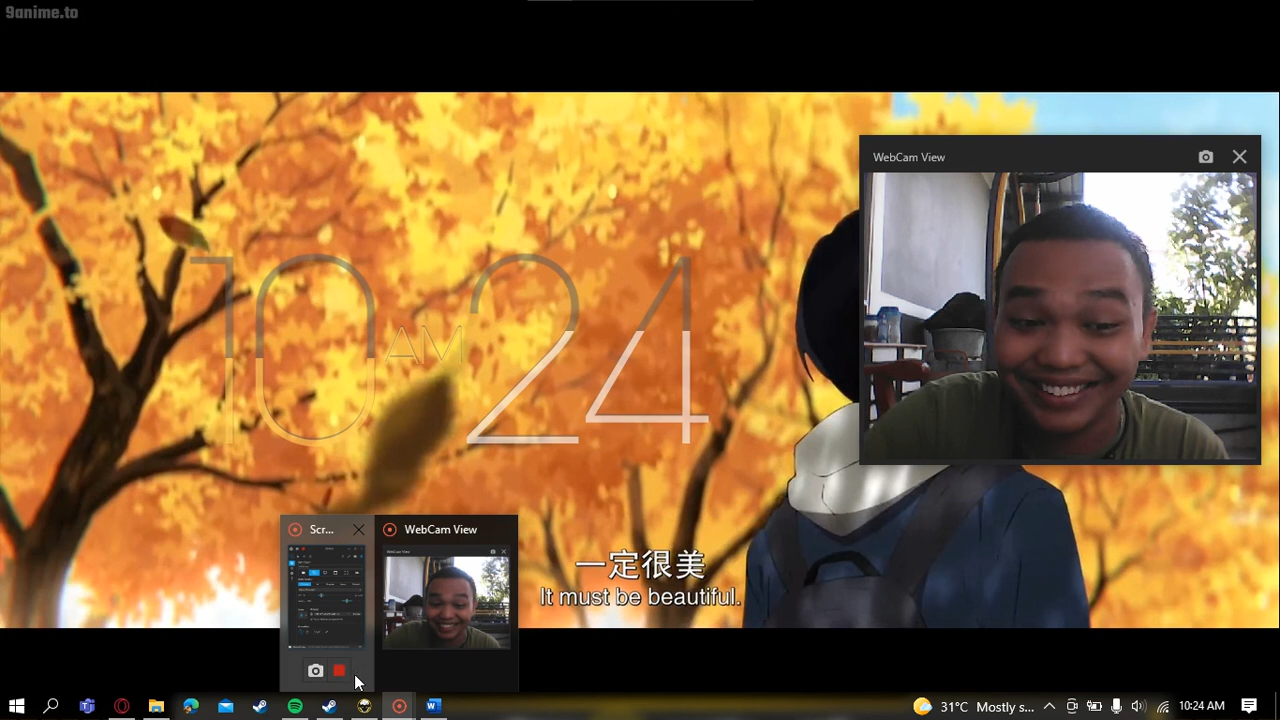 9anime.to
WebCam View
10 AM 24
Scr...
WebCam View
一定很美
It must be beautiful.
31°C Mostly s...
10:24 AM